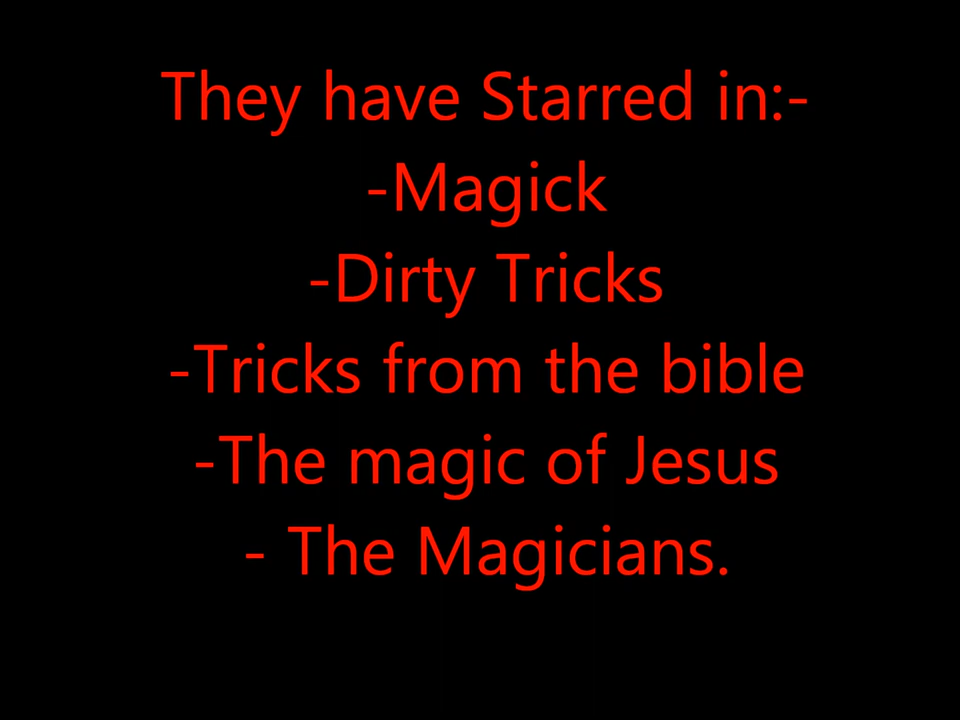 They have Starred in:-
-Magick
-Dirty Tricks
-Tricks from the bible
-The magic of Jesus
- The Magicians.